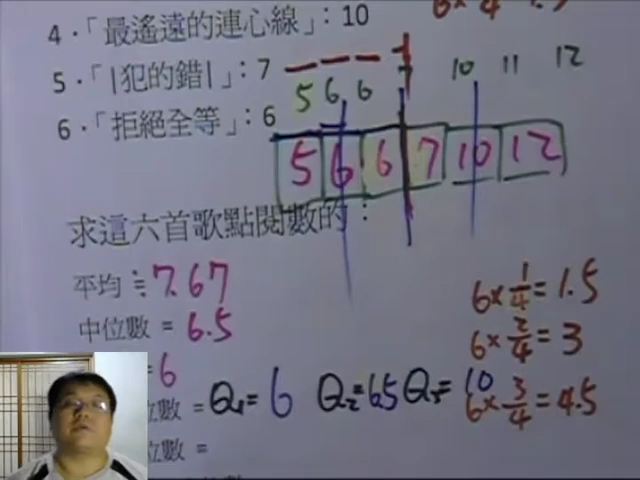 4.「最遙遠的連心線」：10
6×
5.「|犯的錯|」：7
5 6 6 7 10 11 12
6.「拒絕全等」：6
5 6 6 7 10 12
求這六首歌點閱數的：
平均≒7.67
6×1/4=1.5
中位數 = 6.5
6×2/4=3
= 6
位數 = Q1= 6 Q2=6.5 Q3= 10
6×3/4=4.5
位數 =